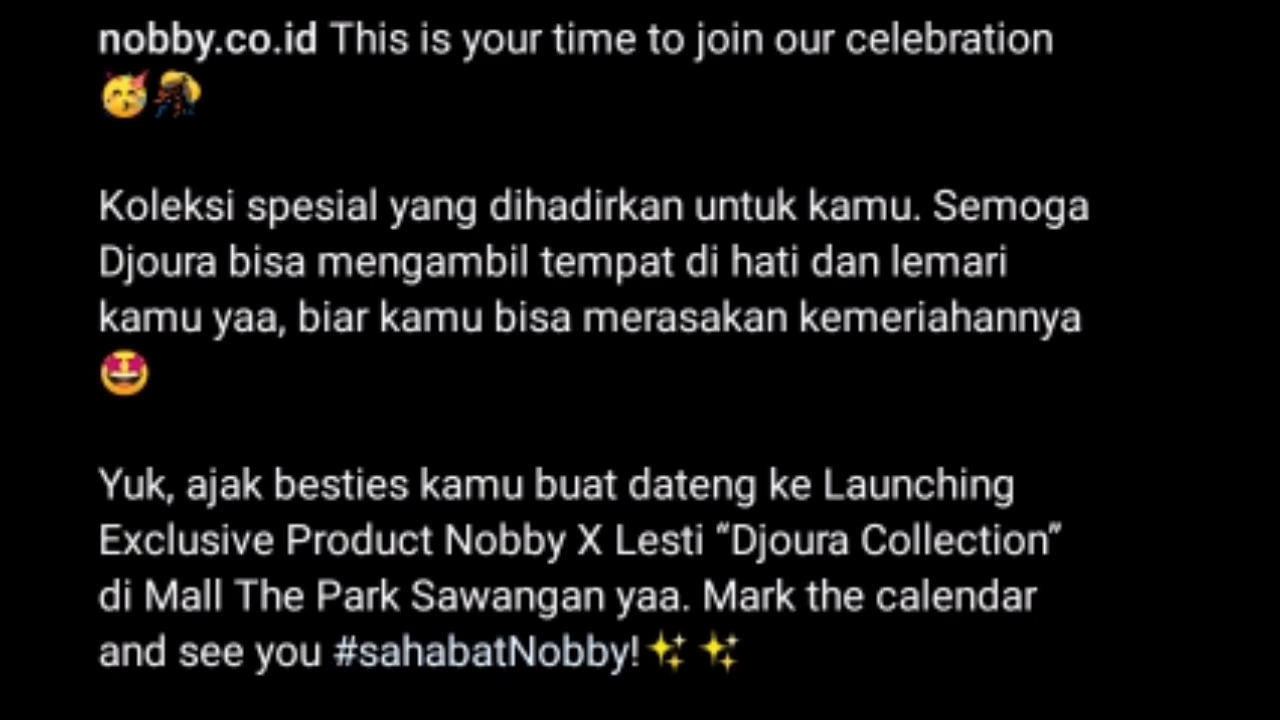 nobby.co.id This is your time to join our celebration
🥳🎊
Koleksi spesial yang dihadirkan untuk kamu. Semoga
Djoura bisa mengambil tempat di hati dan lemari
kamu yaa, biar kamu bisa merasakan kemeriahannya
🤩
Yuk, ajak besties kamu buat dateng ke Launching
Exclusive Product Nobby X Lesti “Djoura Collection”
di Mall The Park Sawangan yaa. Mark the calendar
and see you #sahabatNobby!✨✨